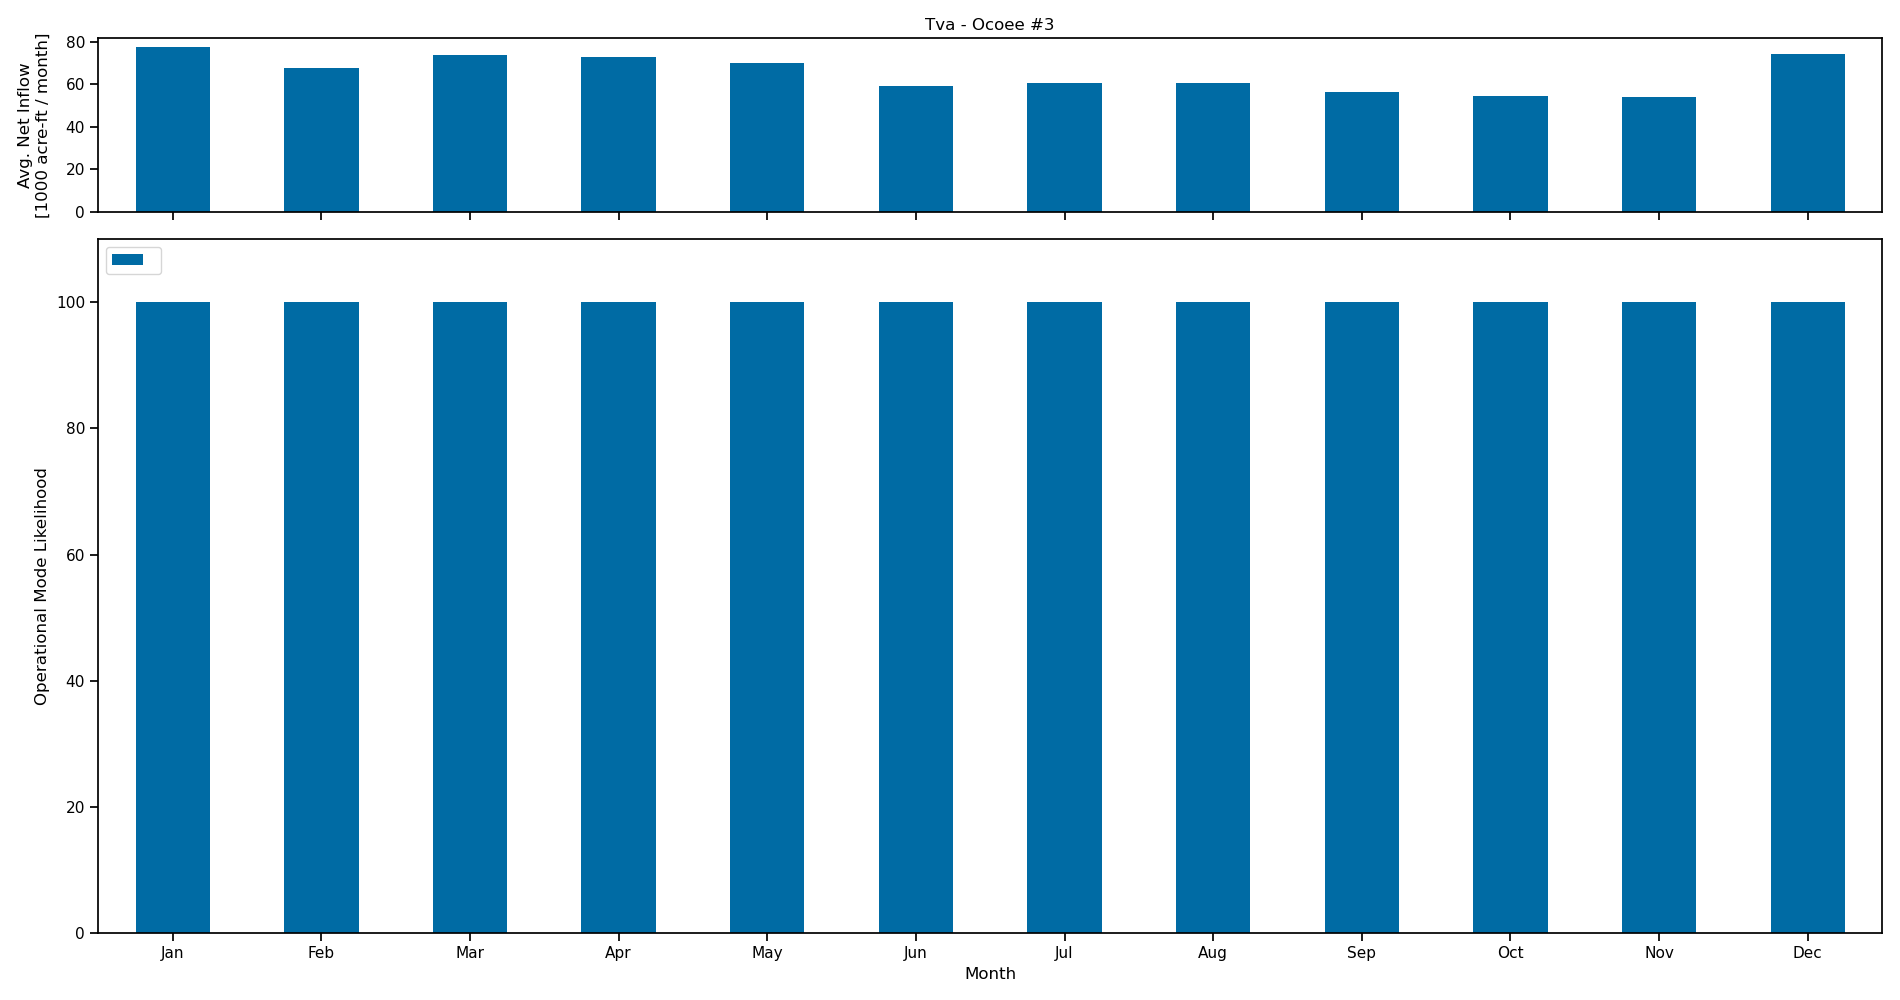 Tva - Ocoee #3
Avg. Net Inflow
[1000 acre-ft / month]
80
60
40
20
0
Operational Mode Likelihood
100
80
60
40
20
0
Jan Feb Mar Apr May Jun Jul Aug Sep Oct Nov Dec
Month